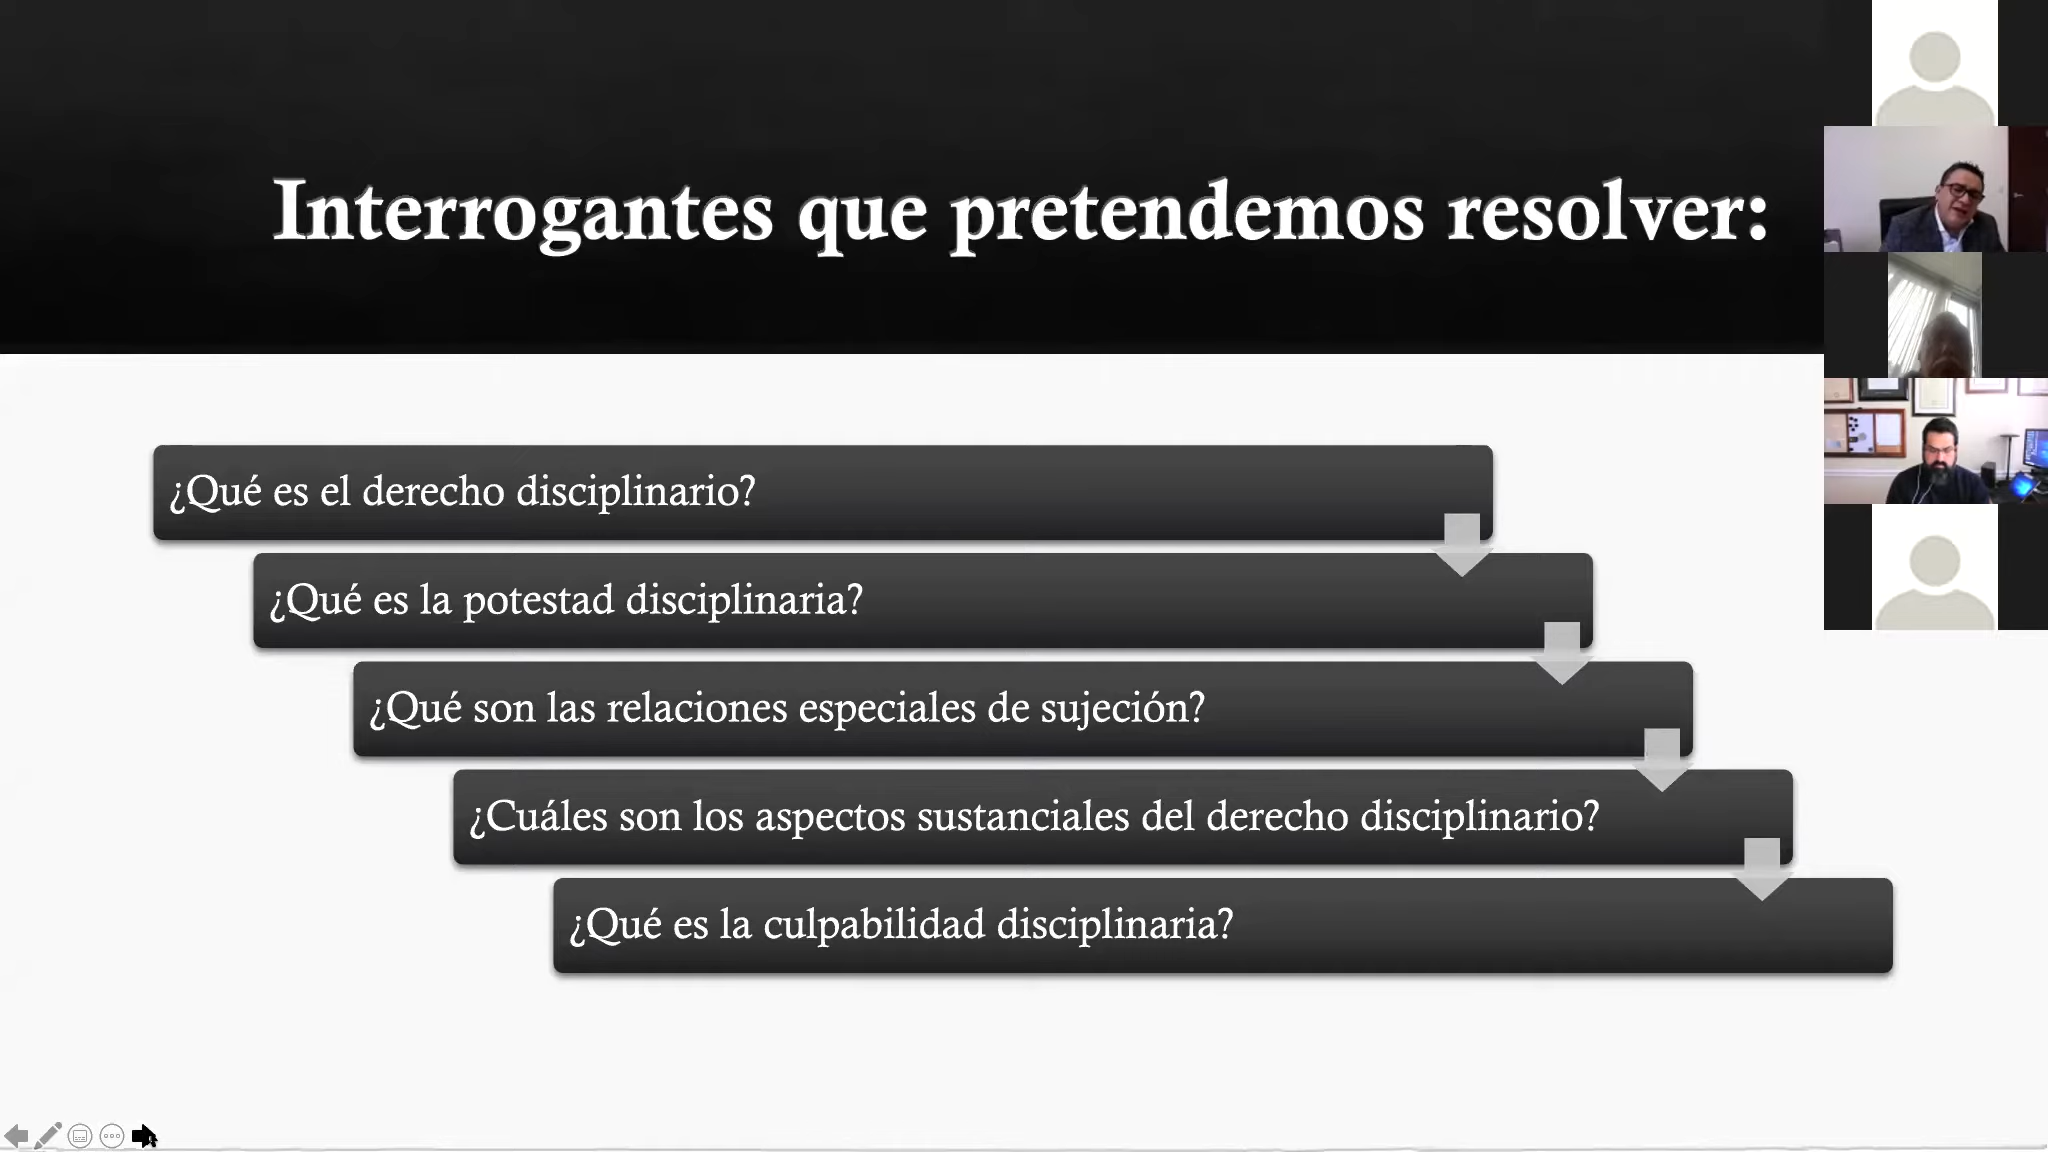 Interrogantes que pretendemos resolver:
¿Qué es el derecho disciplinario?
¿Qué es la potestad disciplinaria?
¿Qué son las relaciones especiales de sujeción?
¿Cuáles son los aspectos sustanciales del derecho disciplinario?
¿Qué es la culpabilidad disciplinaria?